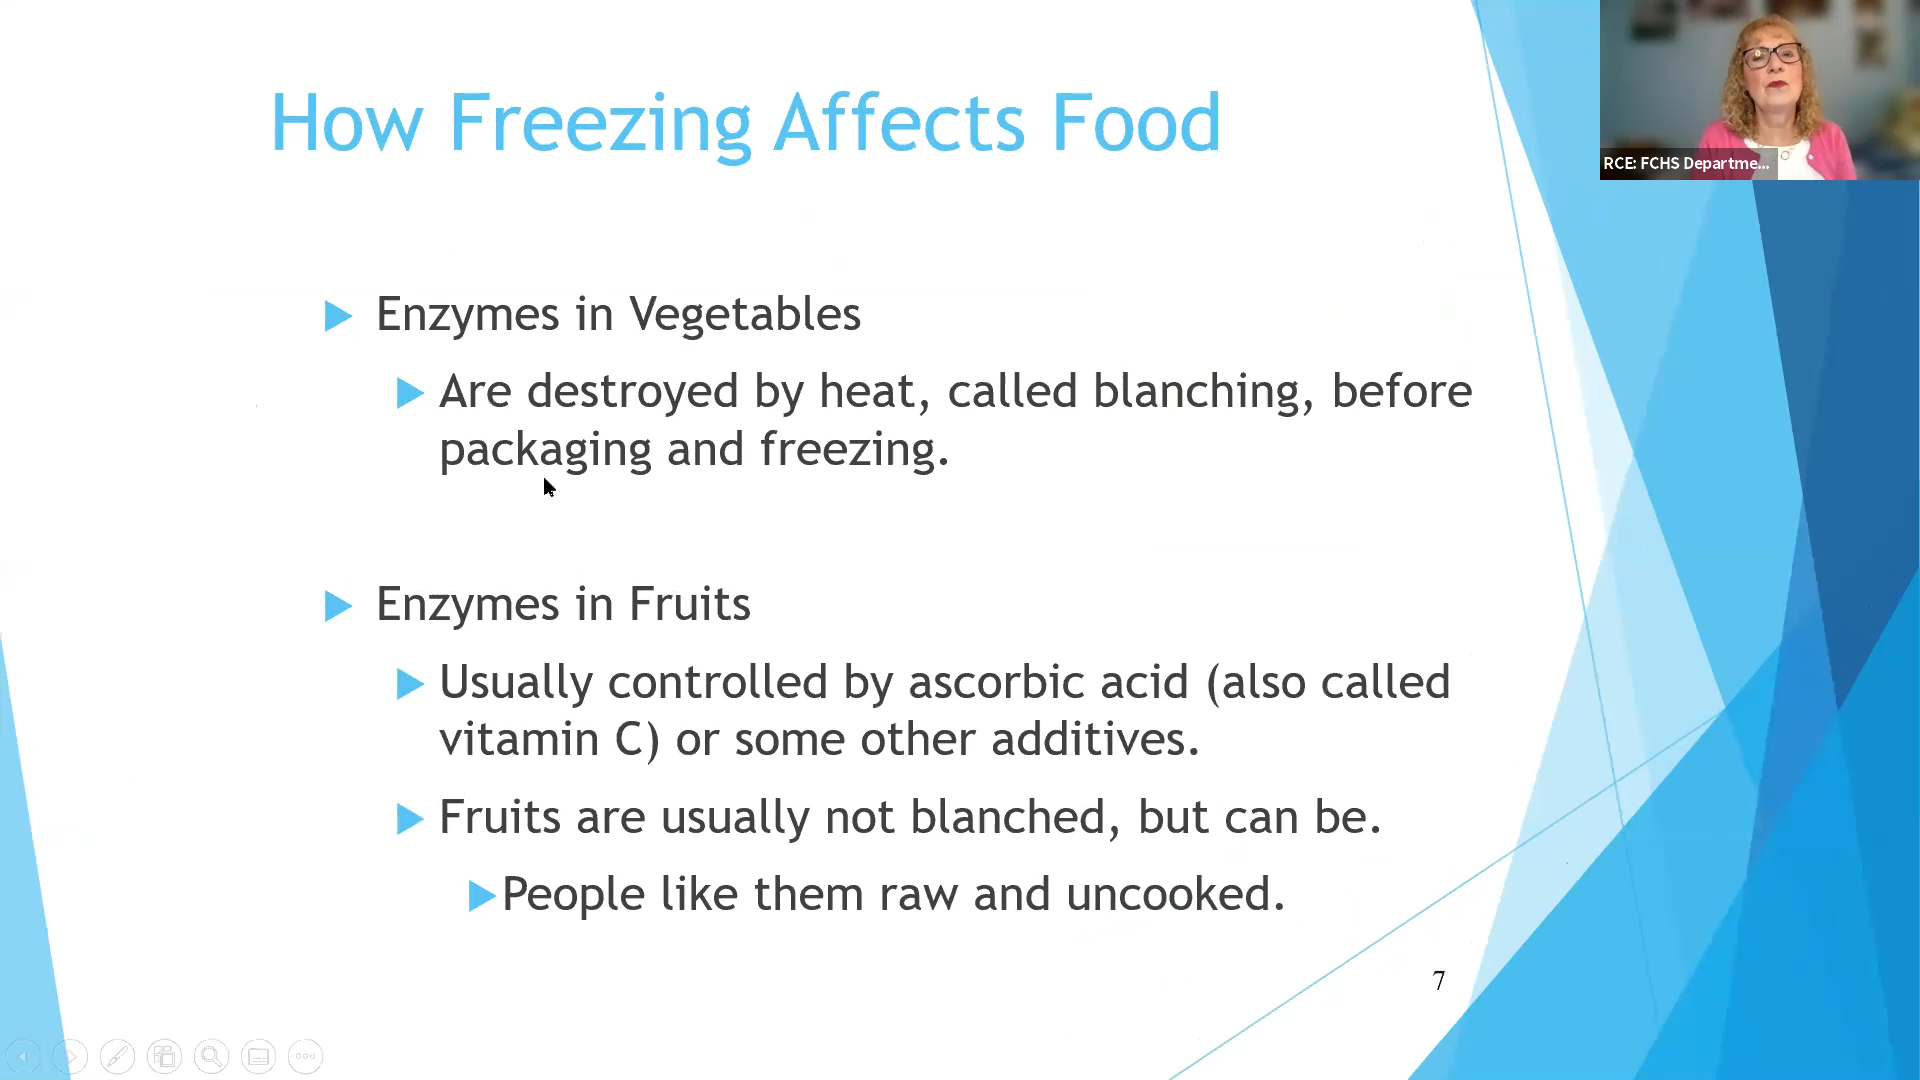 How Freezing Affects Food
RCE: FCHS Departme...
Enzymes in Vegetables
Are destroyed by heat, called blanching, before
packaging and freezing.
Enzymes in Fruits
Usually controlled by ascorbic acid (also called
vitamin C) or some other additives.
Fruits are usually not blanched, but can be.
People like them raw and uncooked.
7